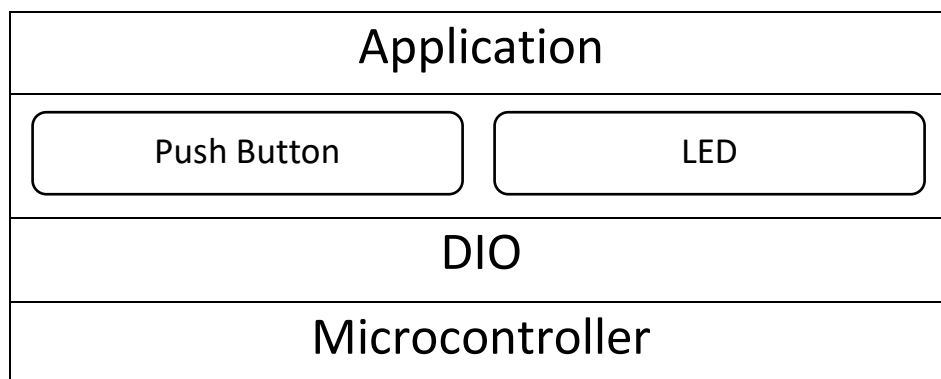 Application
Push Button
LED
DIO
Microcontroller